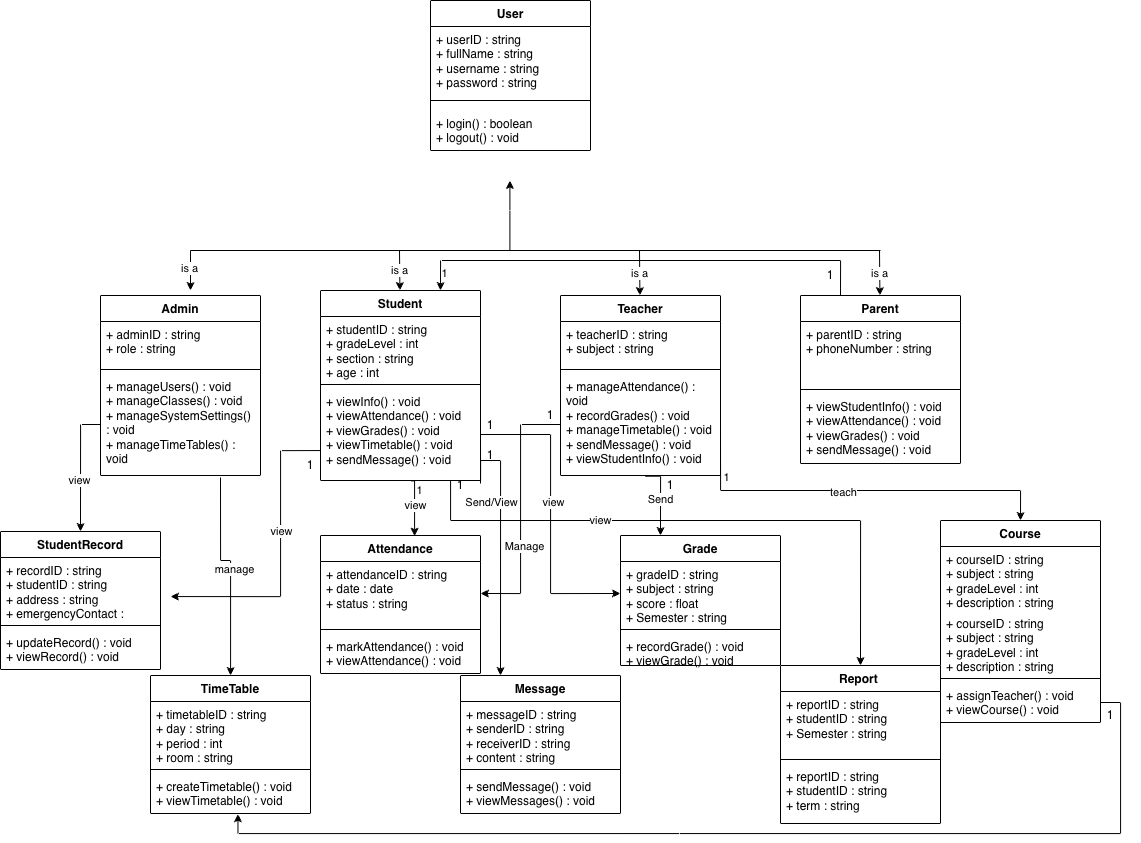 User
+ userID : string
+ fullName : string
+ username : string
+ password : string
+ login() : boolean
+ logout() : void
is a
is a
1
is a
1
is a
Admin
+ adminID : string
+ role : string
+ manageUsers() : void
+ manageClasses() : void
+ manageSystemSettings()
: void
+ manageTimeTables() :
void
Student
+ studentID : string
+ gradeLevel : int
+ section : string
+ age : int
+ viewInfo() : void
+ viewAttendance() : void
+ viewGrades() : void
+ viewTimetable() : void
+ sendMessage() : void
Teacher
+ teacherID : string
+ subject : string
+ manageAttendance() :
void
+ recordGrades() : void
+ manageTimetable() : void
+ sendMessage() : void
+ viewStudentInfo() : void
Parent
+ parentID : string
+ phoneNumber : string
+ viewStudentInfo() : void
+ viewAttendance() : void
+ viewGrades() : void
+ sendMessage() : void
1
1
1
1
1
1
1
1
view
view
view
Send/View
view
Send
teach
view
Manage
manage
StudentRecord
+ recordID : string
+ studentID : string
+ address : string
+ emergencyContact :
+ updateRecord() : void
+ viewRecord() : void
Attendance
+ attendanceID : string
+ date : date
+ status : string
+ markAttendance() : void
+ viewAttendance() : void
Grade
+ gradeID : string
+ subject : string
+ score : float
+ Semester : string
+ recordGrade() : void
+ viewGrade() : void
Course
+ courseID : string
+ subject : string
+ gradeLevel : int
+ description : string
+ courseID : string
+ subject : string
+ gradeLevel : int
+ description : string
+ assignTeacher() : void
+ viewCourse() : void
1
TimeTable
+ timetableID : string
+ day : string
+ period : int
+ room : string
+ createTimetable() : void
+ viewTimetable() : void
Message
+ messageID : string
+ senderID : string
+ receiverID : string
+ content : string
+ sendMessage() : void
+ viewMessages() : void
Report
+ reportID : string
+ studentID : string
+ Semester : string
+ reportID : string
+ studentID : string
+ term : string